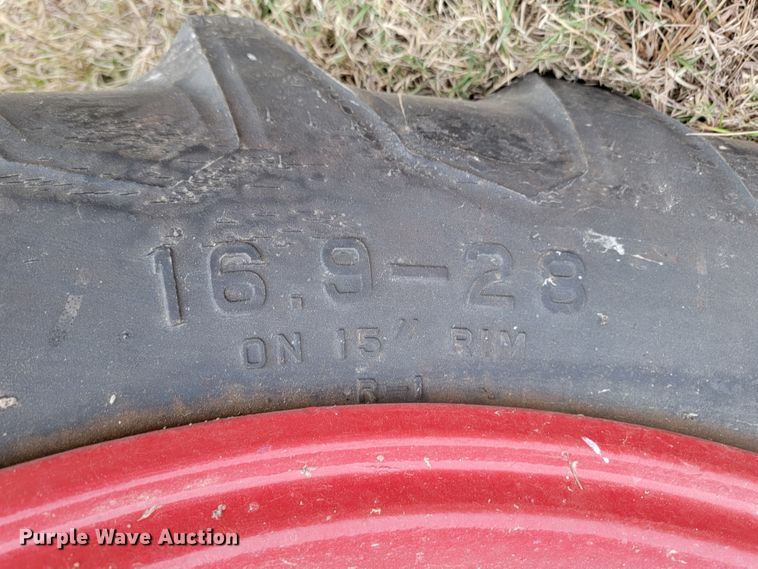 16.9-28
ON 15" RIM
R-1
Purple Wave Auction